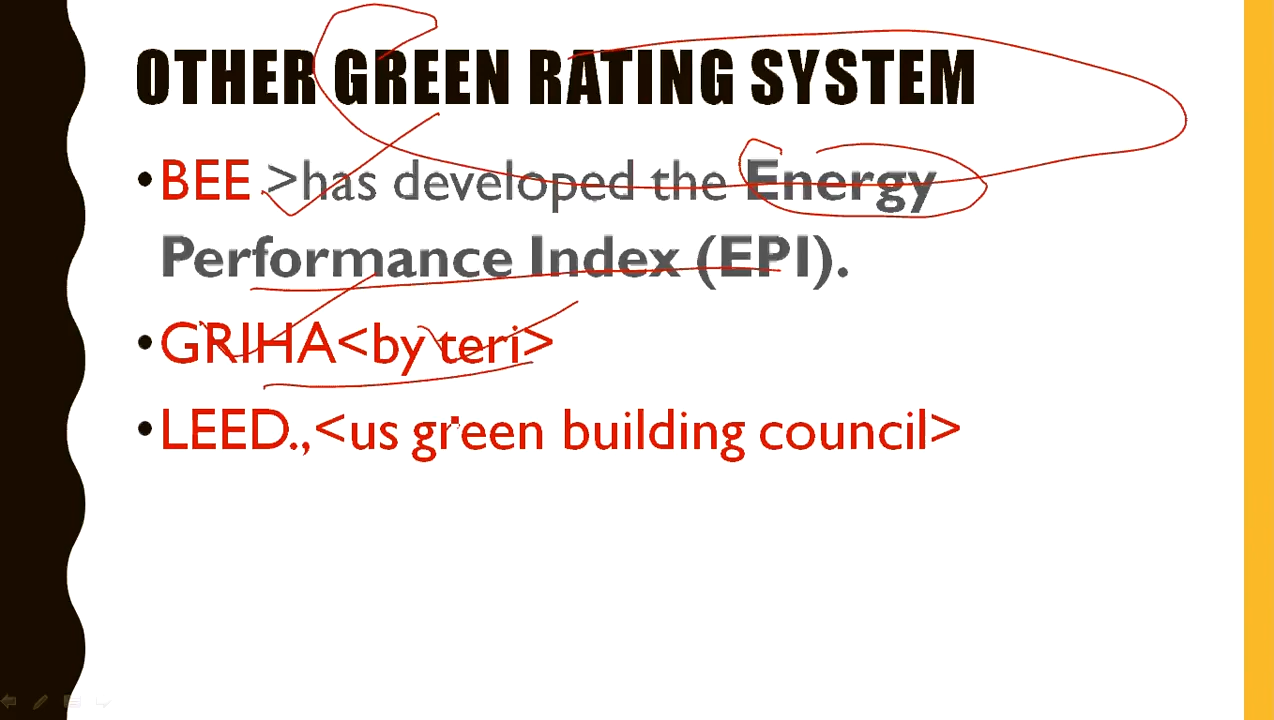 OTHER GREEN RATING SYSTEM
• BEE >has developed the Energy
Performance Index (EPI).
• GRIHA<by teri>
• LEED.,<us green building council>